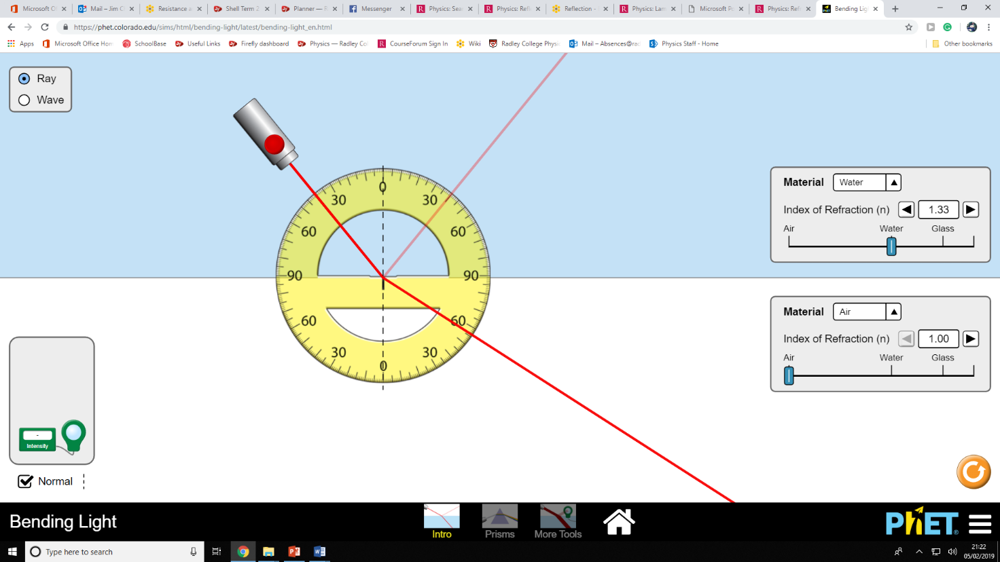 Microsoft O
Mail – Jim C
Resistance a
Shell Term 2
Planner — R
Messenger
Physics: Sea
Physics: Refl
Reflection -
Physics: Lam
Microsoft Po
Physics: Ref
Bending Lig
https://phet.colorado.edu/sims/html/bending-light/latest/bending-light_en.html
Apps
Microsoft Office Hom
SchoolBase
Useful Links
Firefly dashboard
Physics — Radley Co
CourseForum Sign In
Wiki
Radley College Physi
Mail – Absences@rad
Physics Staff - Home
Other bookmarks
Ray
Wave
0
30
30
60
60
90
90
60
60
30
30
0
Material Water
Index of Refraction (n) 1.33
Air Water Glass
Material Air
Index of Refraction (n) 1.00
Air Water Glass
-
Intensity
Normal
Bending Light
Intro
Prisms
More Tools
PhET
Type here to search
21:22
05/02/2019